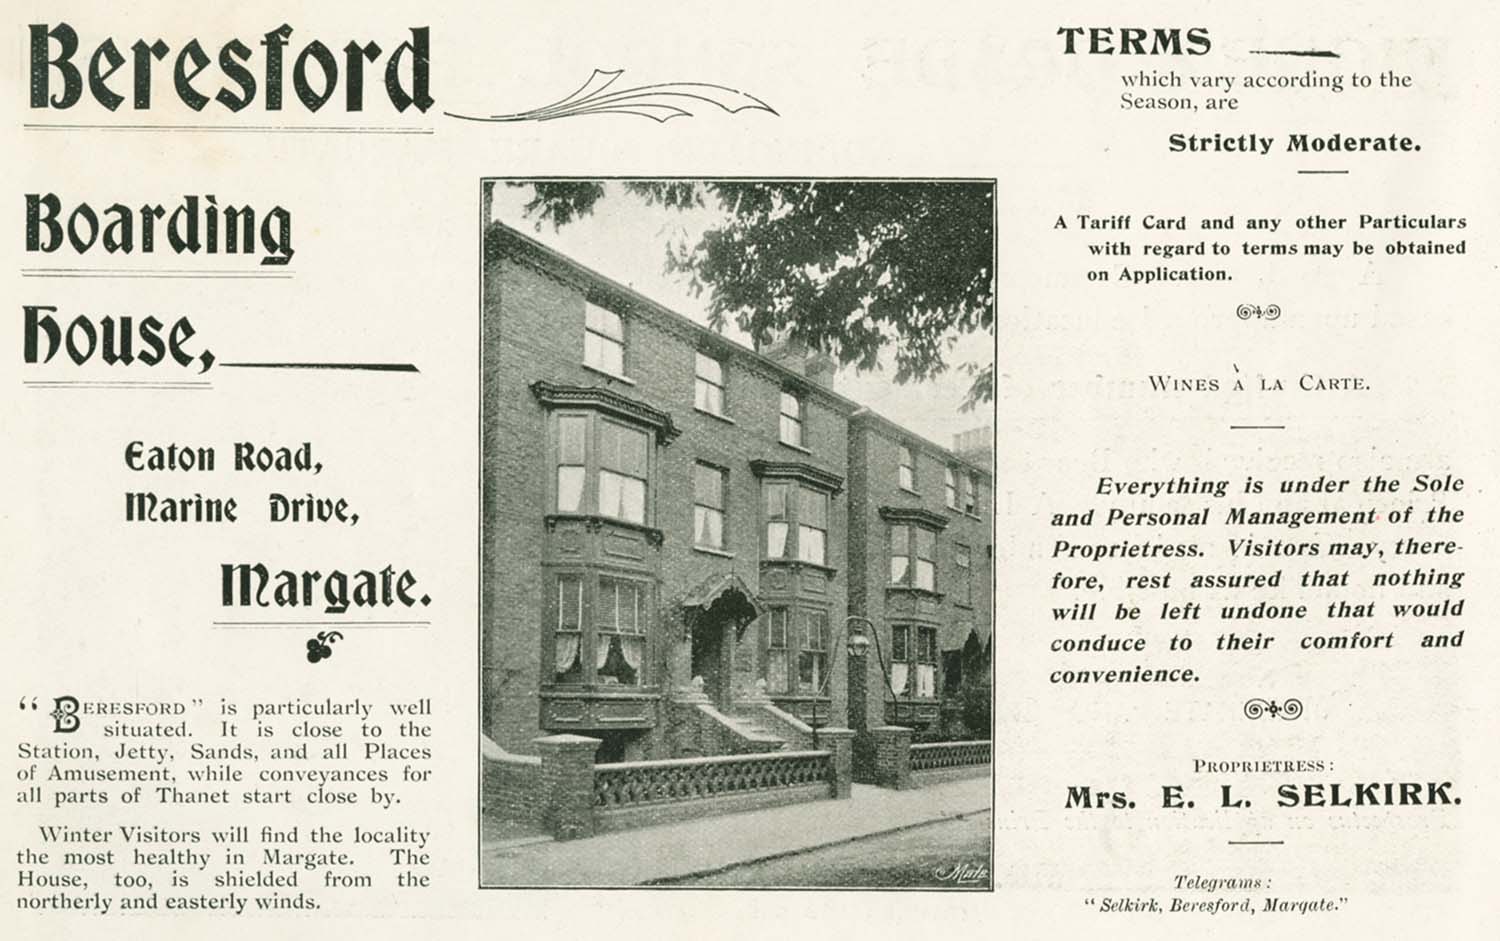 Beresford
Boarding
House,
Eaton Road,
Marine Drive,
Margate.
“BERESFORD” is particularly well
situated. It is close to the
Station, Jetty, Sands, and all Places
of Amusement, while conveyances for
all parts of Thanet start close by.
Winter Visitors will find the locality
the most healthy in Margate. The
House, too, is shielded from the
northerly and easterly winds.
Mate
TERMS
which vary according to the
Season, are
Strictly Moderate.
A Tariff Card and any other Particulars
with regard to terms may be obtained
on Application.
WINES À LA CARTE.
Everything is under the Sole
and Personal Management of the
Proprietress. Visitors may, there-
fore, rest assured that nothing
will be left undone that would
conduce to their comfort and
convenience.
PROPRIETRESS:
Mrs. E. L. SELKIRK.
Telegrams:
“Selkirk, Beresford, Margate.”